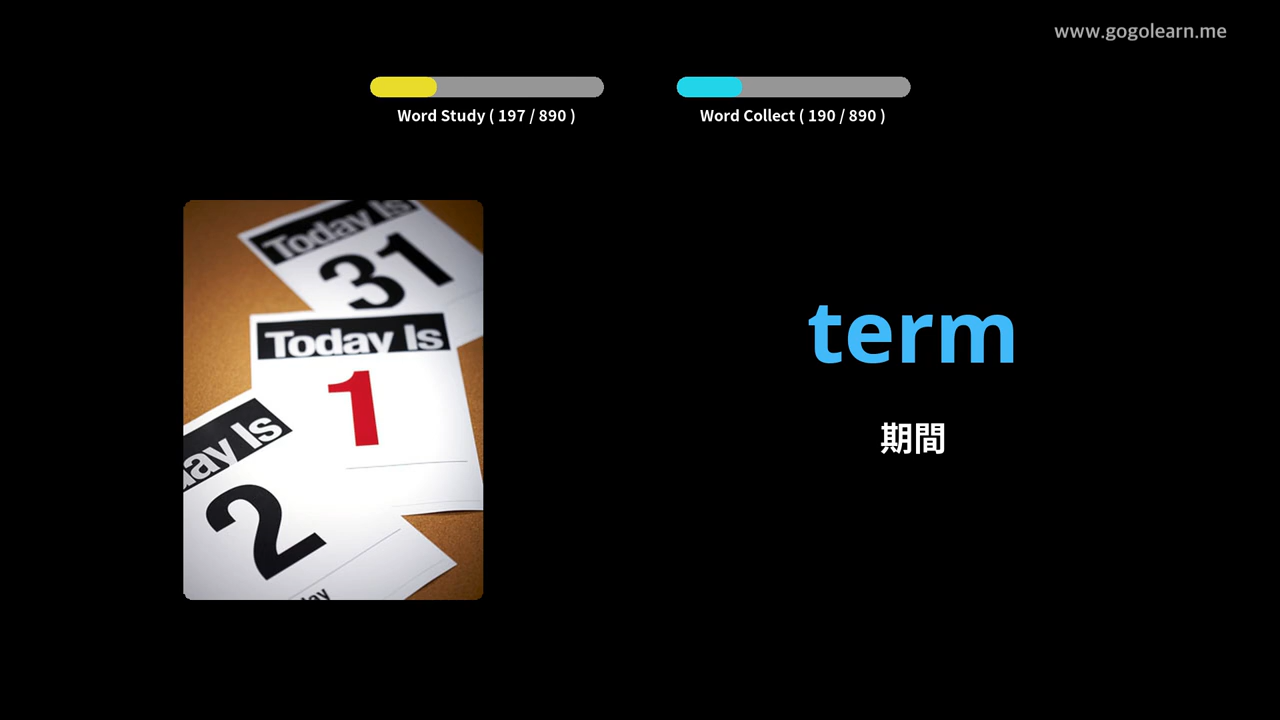 www.gogolearn.me
Word Study ( 197 / 890 )
Word Collect ( 190 / 890 )
Today Is
31
Today Is
1
ay Is
2
term
期間